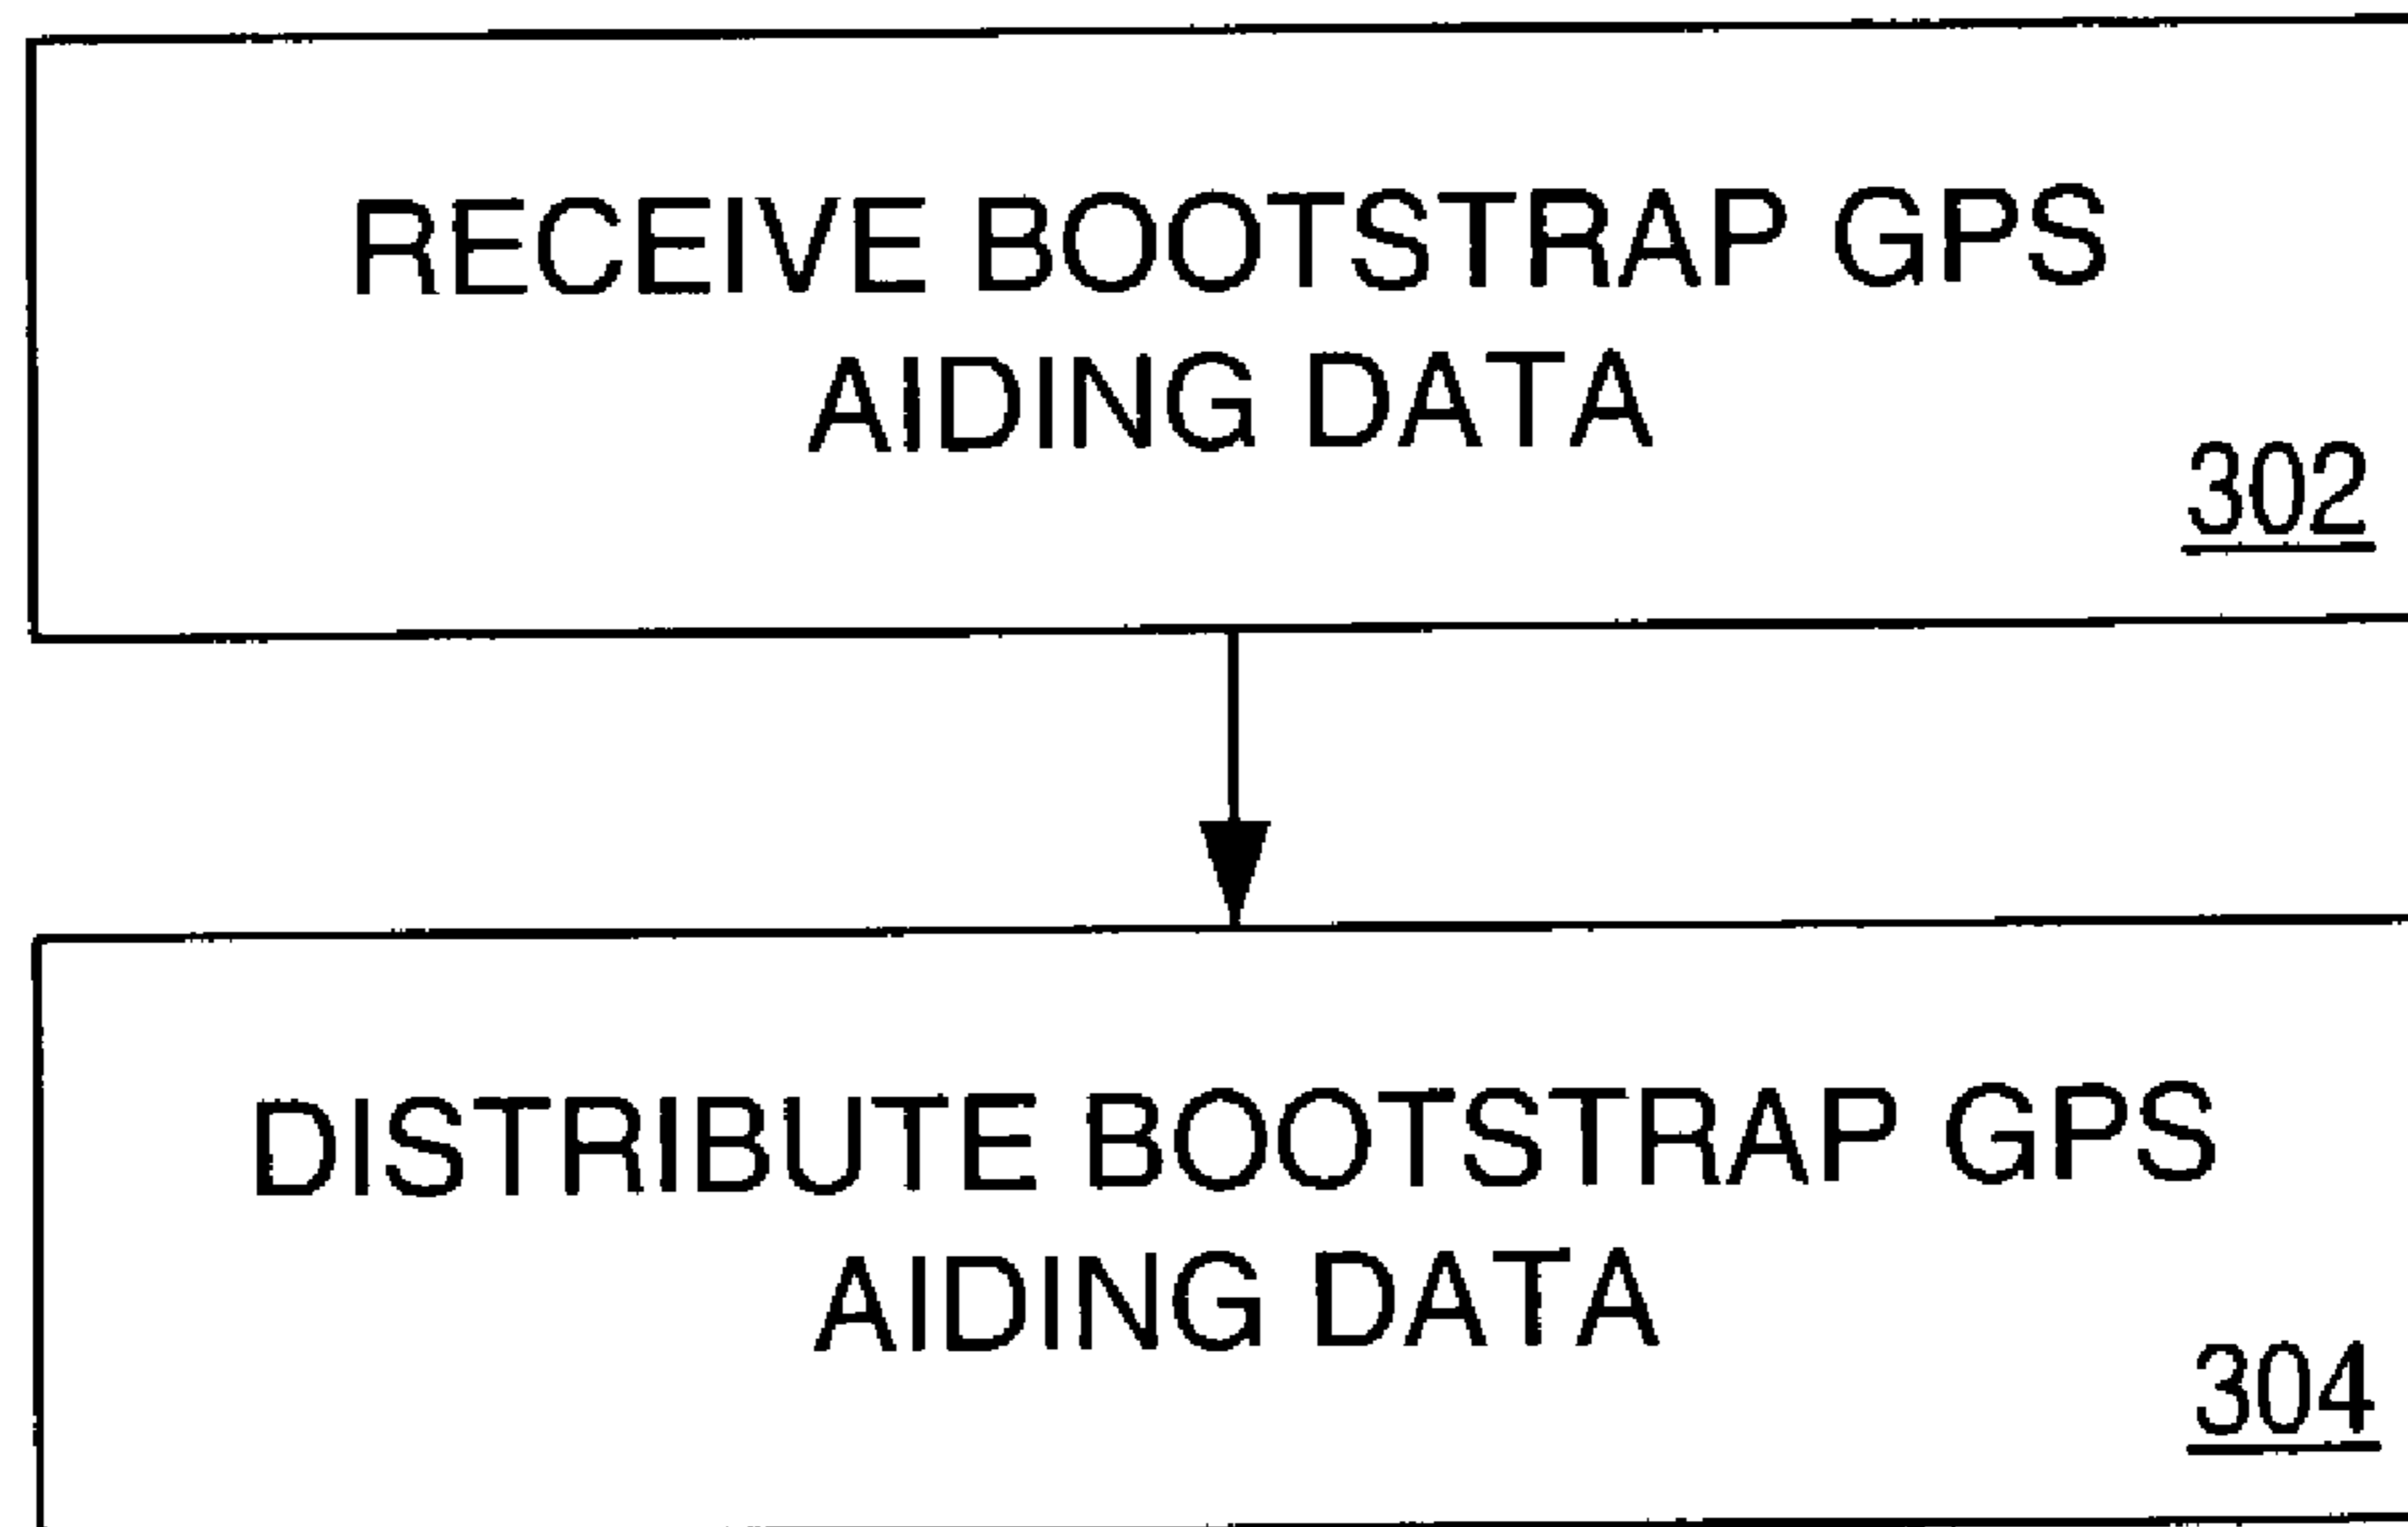 RECEIVE BOOTSTRAP GPS
AIDING DATA
302
DISTRIBUTE BOOTSTRAP GPS
AIDING DATA
304